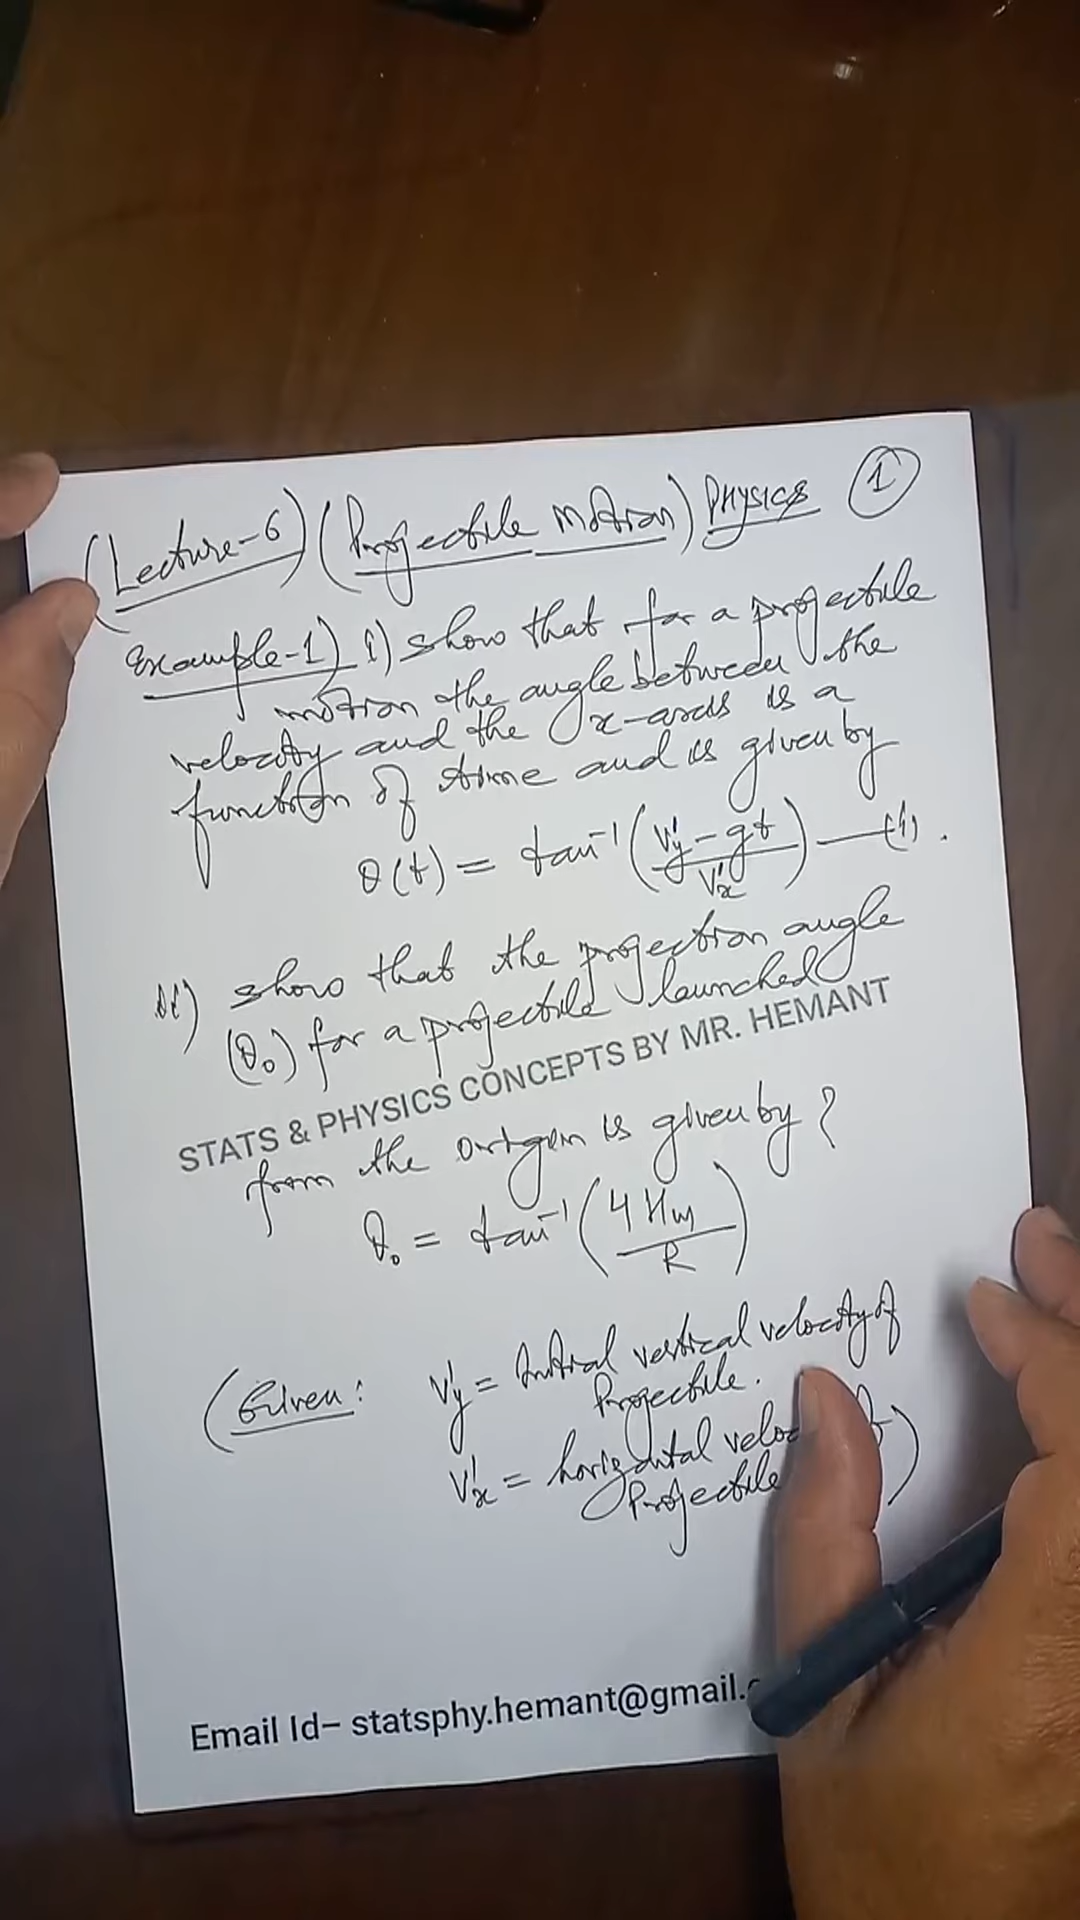 (Lecture-6) (Projectile Motion) Physics ①
Example-1) i) show that for a projectile
motion the angle between the
velocity and the x-axis is a
function of time and is given by
θ(t) = tan⁻¹ (V'y - gt / V'x) —(1).
ii) show that the projection angle
(θ₀) for a projectile launched
STATS & PHYSICS CONCEPTS BY MR. HEMANT
from the origin is given by?
θ₀ = tan⁻¹ (4Hm / R)
(Given: V'y = Initial vertical velocity of
Projectile.
V'x = horizontal
Projectile )
Email Id– statsphy.hemant@gmail.